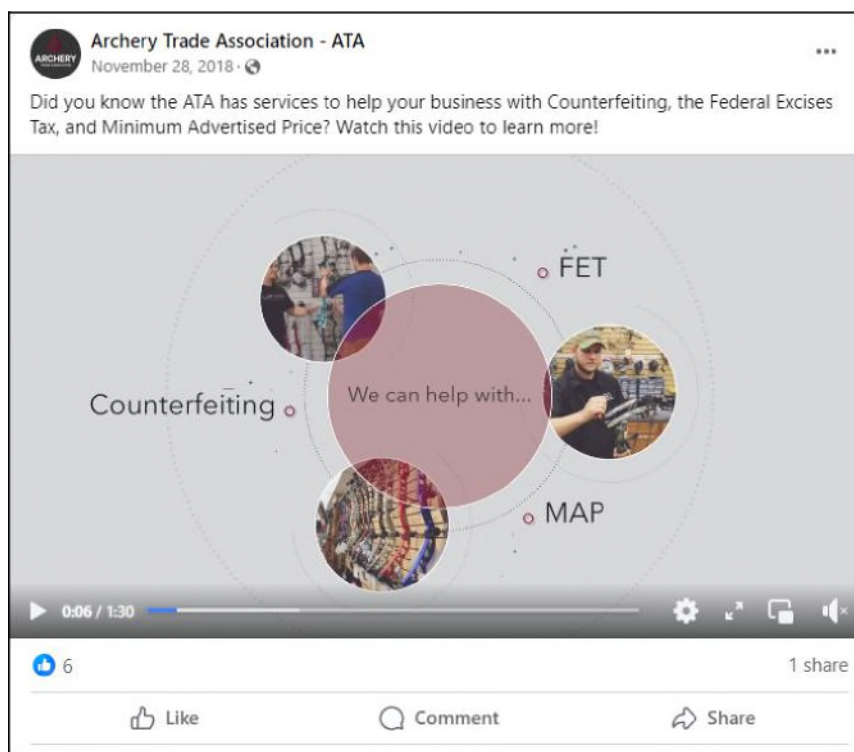 Archery Trade Association - ATA
November 28, 2018 ·
ARCHERY
Did you know the ATA has services to help your business with Counterfeiting, the Federal Excises
Tax, and Minimum Advertised Price? Watch this video to learn more!
FET
We can help with...
Counterfeiting
MAP
0:06 / 1:30
6
1 share
Like
Comment
Share